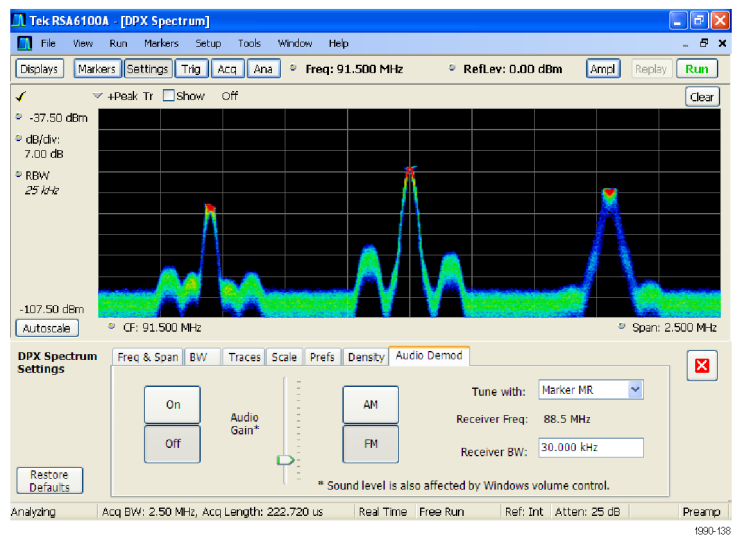 Tek RSA6100A - [DPX Spectrum]
File View Run Markers Setup Tools Window Help
Displays Markers Settings Trig Acq Ana Freq: 91.500 MHz RefLev: 0.00 dBm Ampl Replay Run
+Peak Tr Show Off Clear
-37.50 dBm
dB/div:
7.00 dB
RBW
25 kHz
-107.50 dBm
Autoscale CF: 91.500 MHz Span: 2.500 MHz
DPX Spectrum
Settings
Freq & Span BW Traces Scale Prefs Density Audio Demod
On
Off
Audio
Gain*
AM
FM
Tune with: Marker MR
Receiver Freq: 88.5 MHz
Receiver BW: 30.000 kHz
* Sound level is also affected by Windows volume control.
Restore
Defaults
Analyzing Acq BW: 2.50 MHz, Acq Length: 222.720 us Real Time Free Run Ref: Int Atten: 25 dB Preamp
1990-138